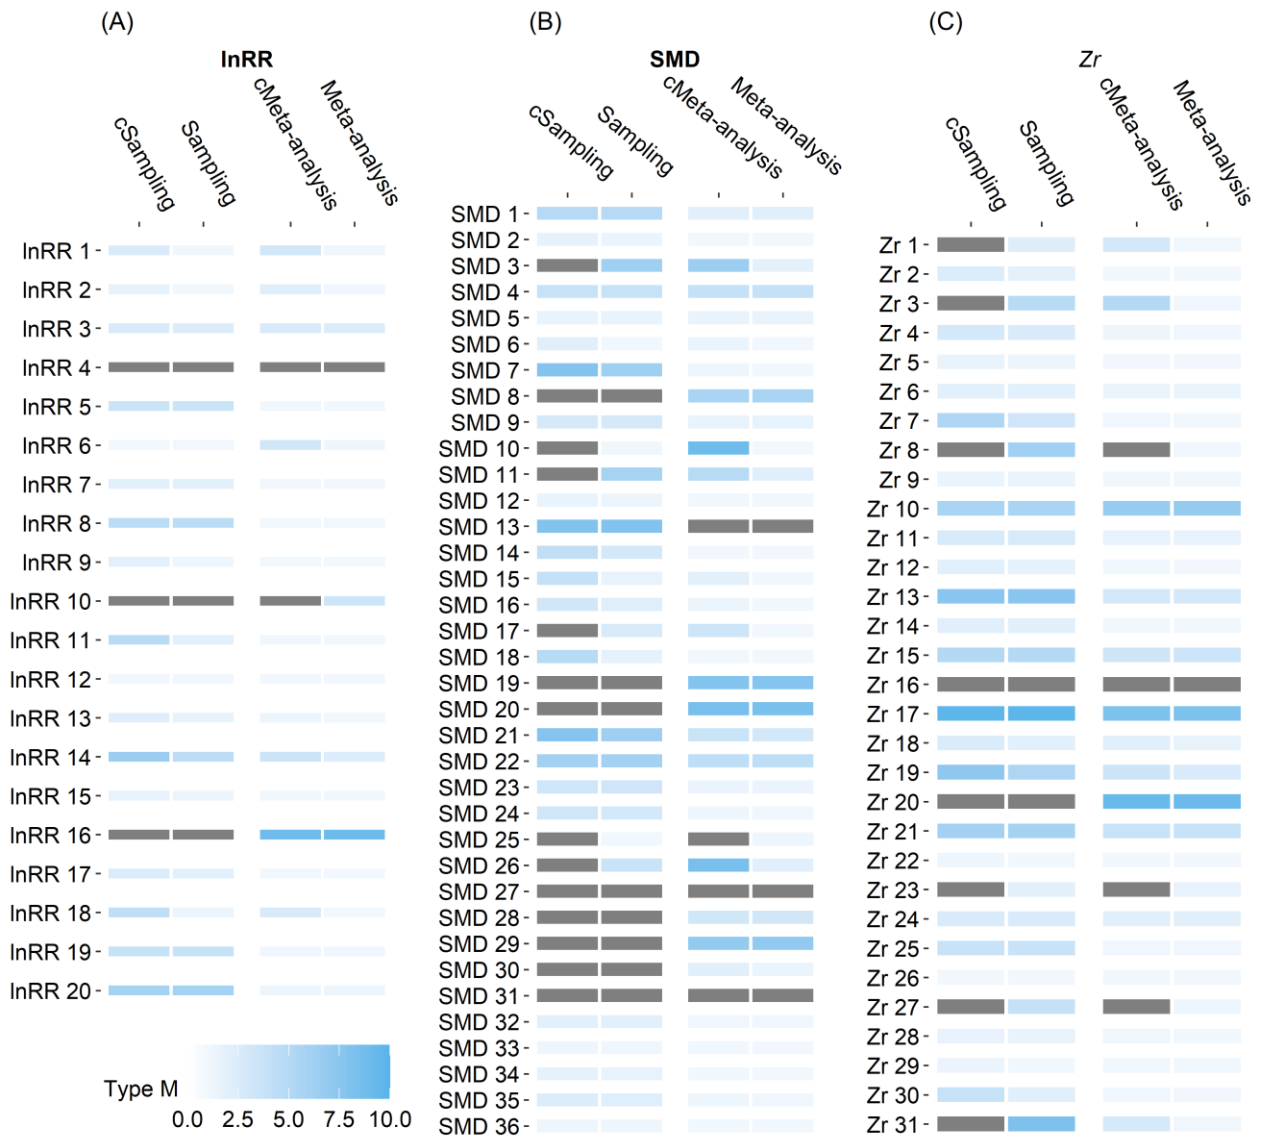 (A)
lnRR
cSampling
Sampling
cMeta-analysis
Meta-analysis
lnRR 1
lnRR 2
lnRR 3
lnRR 4
lnRR 5
lnRR 6
lnRR 7
lnRR 8
lnRR 9
lnRR 10
lnRR 11
lnRR 12
lnRR 13
lnRR 14
lnRR 15
lnRR 16
lnRR 17
lnRR 18
lnRR 19
lnRR 20
Type M
0.0 2.5 5.0 7.5 10.0
(B)
SMD
cSampling
Sampling
cMeta-analysis
Meta-analysis
SMD 1
SMD 2
SMD 3
SMD 4
SMD 5
SMD 6
SMD 7
SMD 8
SMD 9
SMD 10
SMD 11
SMD 12
SMD 13
SMD 14
SMD 15
SMD 16
SMD 17
SMD 18
SMD 19
SMD 20
SMD 21
SMD 22
SMD 23
SMD 24
SMD 25
SMD 26
SMD 27
SMD 28
SMD 29
SMD 30
SMD 31
SMD 32
SMD 33
SMD 34
SMD 35
SMD 36
(C)
Zr
cSampling
Sampling
cMeta-analysis
Meta-analysis
Zr 1
Zr 2
Zr 3
Zr 4
Zr 5
Zr 6
Zr 7
Zr 8
Zr 9
Zr 10
Zr 11
Zr 12
Zr 13
Zr 14
Zr 15
Zr 16
Zr 17
Zr 18
Zr 19
Zr 20
Zr 21
Zr 22
Zr 23
Zr 24
Zr 25
Zr 26
Zr 27
Zr 28
Zr 29
Zr 30
Zr 31